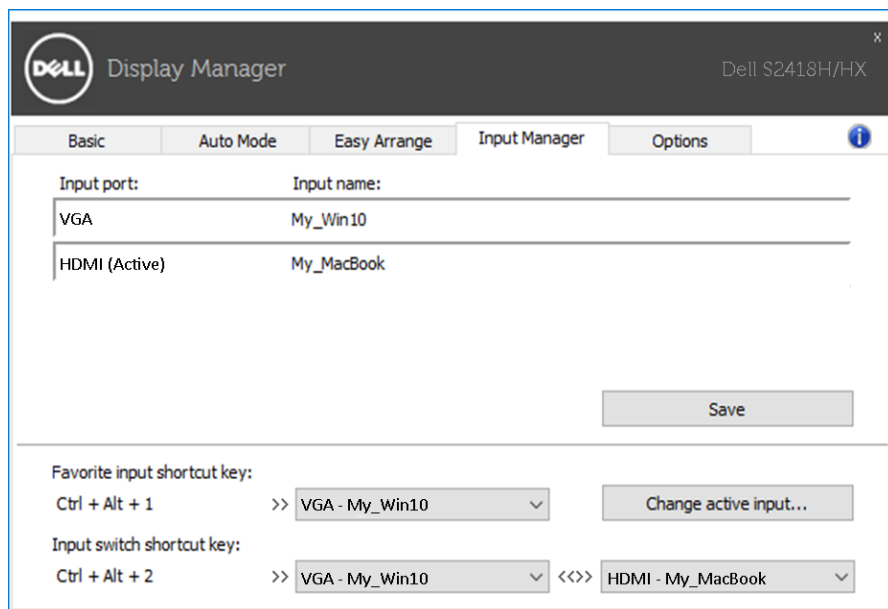 DELL Display Manager Dell S2418H/HX x
Basic Auto Mode Easy Arrange Input Manager Options i
Input port: Input name:
VGA My_Win10
HDMI (Active) My_MacBook
Save
Favorite input shortcut key:
Ctrl + Alt + 1 >> VGA - My_Win10 Change active input...
Input switch shortcut key:
Ctrl + Alt + 2 >> VGA - My_Win10 <<>> HDMI - My_MacBook